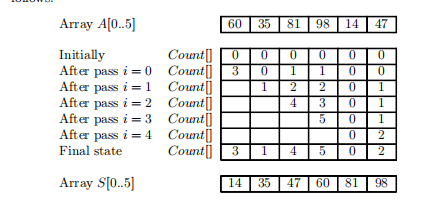 follows:
Array A[0..5] 60 35 81 98 14 47
Initially Count[] 0 0 0 0 0 0
After pass i = 0 Count[] 3 0 1 1 0 0
After pass i = 1 Count[] 1 2 2 0 1
After pass i = 2 Count[] 4 3 0 1
After pass i = 3 Count[] 5 0 1
After pass i = 4 Count[] 0 2
Final state Count[] 3 1 4 5 0 2
Array S[0..5] 14 35 47 60 81 98